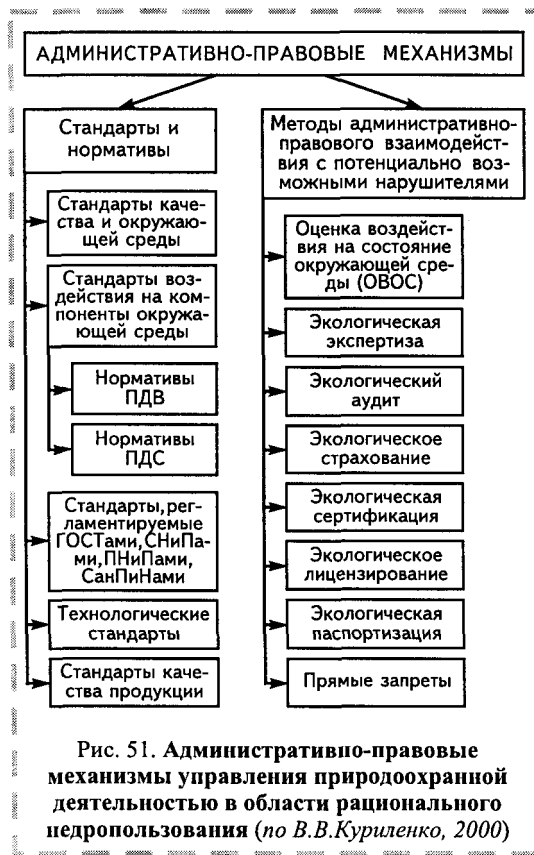 АДМИНИСТРАТИВНО-ПРАВОВЫЕ МЕХАНИЗМЫ
Стандарты и
нормативы
Стандарты каче-
ства и окружаю-
щей среды
Стандарты воз-
действия на ком-
поненты окружа-
ющей среды
Нормативы
ПДВ
Нормативы
ПДС
Стандарты, рег-
ламентируемые
ГОСТами, СНиПа-
ми, ПНиПами,
СанПиНами
Технологические
стандарты
Стандарты каче-
ства продукции
Методы административно-
правового взаимодейст-
вия с потенциально воз-
можными нарушителями
Оценка воздейст-
вия на состояние
окружающей сре-
ды (ОВОС)
Экологическая
экспертиза
Экологический
аудит
Экологическое
страхование
Экологическая
сертификация
Экологическое
лицензирование
Экологическая
паспортизация
Прямые запреты
Рис. 51. Административно-правовые
механизмы управления природоохранной
деятельностью в области рационального
недропользования (по В.В.Куриленко, 2000)